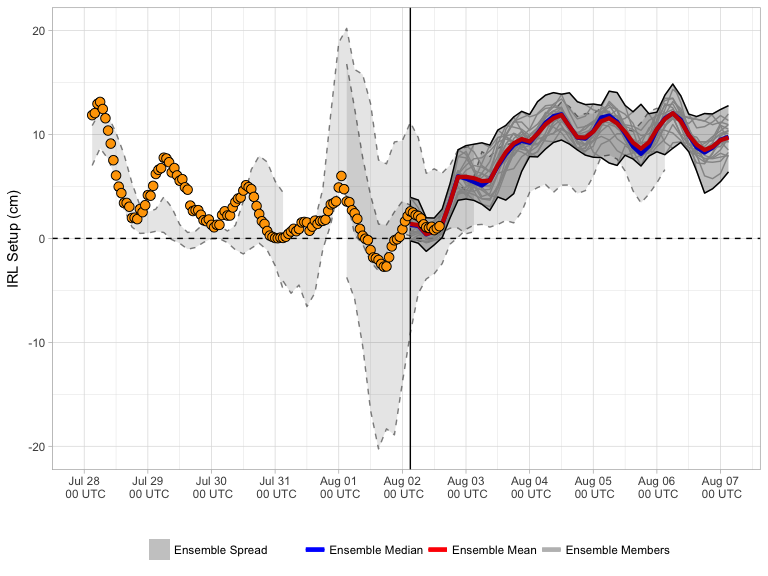 IRL Setup (cm)
20
10
0
-10
-20
Jul 28 Jul 29 Jul 30 Jul 31 Aug 01 Aug 02 Aug 03 Aug 04 Aug 05 Aug 06 Aug 07
00 UTC 00 UTC 00 UTC 00 UTC 00 UTC 00 UTC 00 UTC 00 UTC 00 UTC 00 UTC 00 UTC
Ensemble Spread Ensemble Median Ensemble Mean Ensemble Members